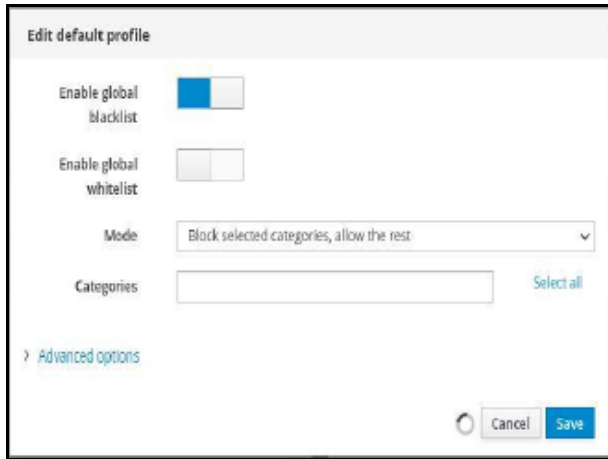 Edit default profile
Enable global
blacklist
Enable global
whitelist
Mode
Block selected categories, allow the rest
Categories
Select all
Advanced options
Cancel
Save